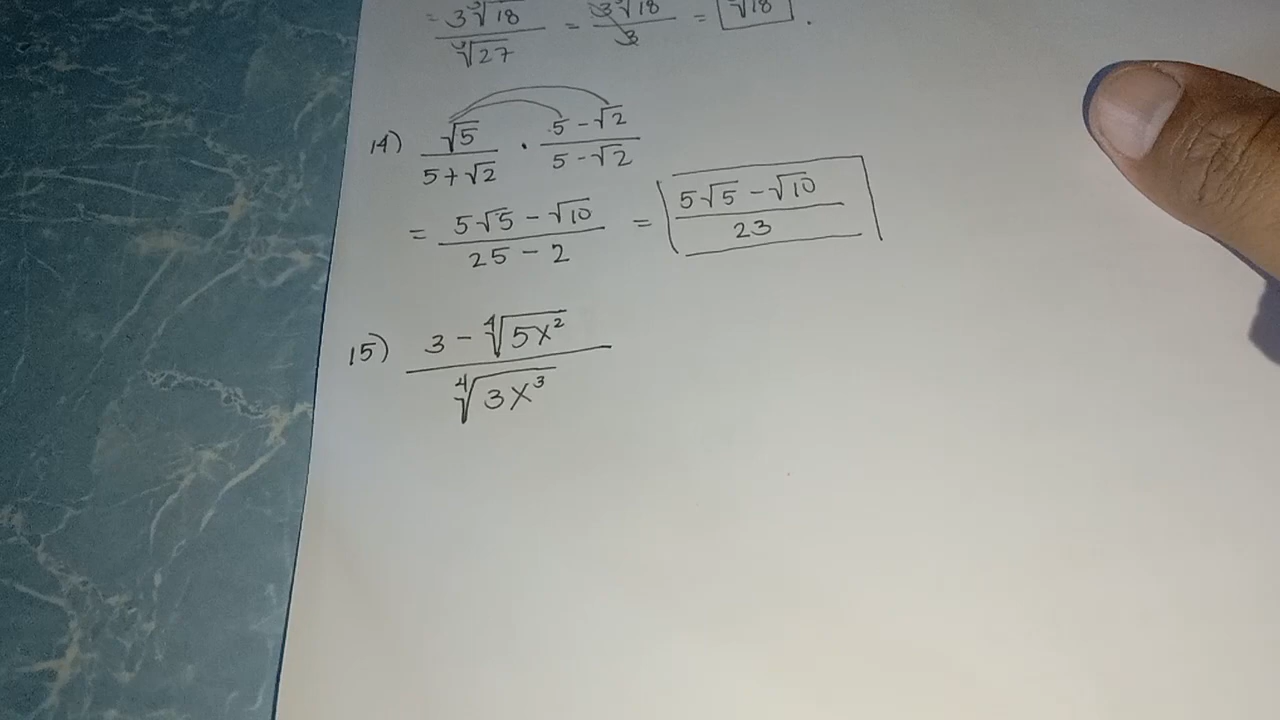 = 3∛18 / ∛27 = 3∛18 / 3 = ∛18 .
14) √5 / 5+√2 · 5-√2 / 5-√2
= 5√5 - √10 / 25 - 2 = 5√5 - √10 / 23
15) 3 - ∜5x² / ∜3x³